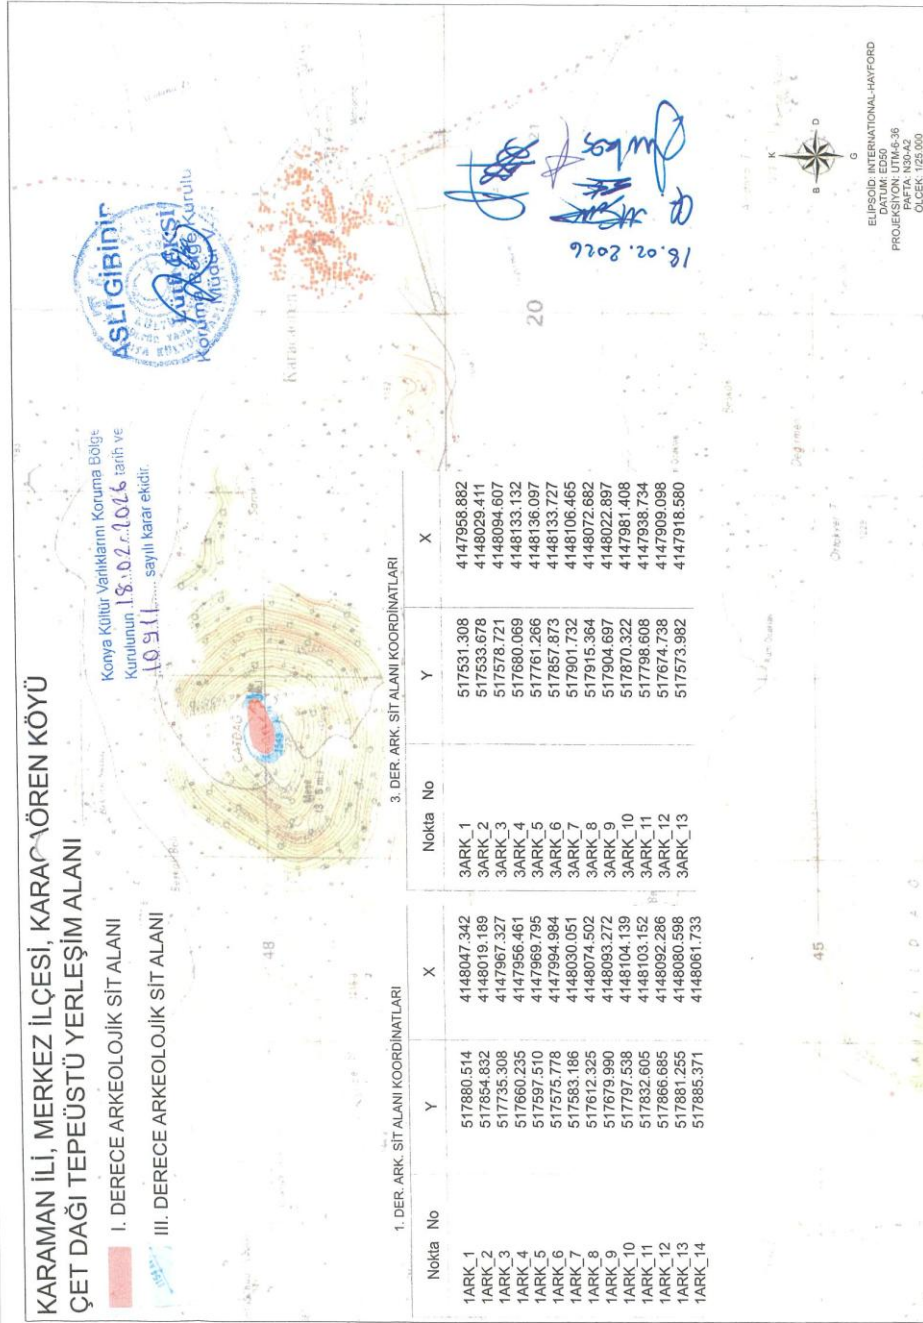 KARAMAN İLİ, MERKEZ İLÇESİ, KARACAÖREN KÖYÜ
ÇET DAĞI TEPEÜSTÜ YERLEŞİM ALANI
I. DERECE ARKEOLOJİK SİT ALANI
III. DERECE ARKEOLOJİK SİT ALANI
Konya Kültür Varlıklarını Koruma Bölge
Kurulunun 18.02.2026 tarih ve
10911 sayılı karar ekidir.
ASLI GİBİDİR
Koruma Bölge Kurulu
Müdürü
48
Karacaören
1. DER. ARK. SİT ALANI KOORDİNATLARI
Nokta No Y X
1ARK_1 517880.514 4148047.342
1ARK_2 517854.832 4148019.189
1ARK_3 517735.308 4147967.327
1ARK_4 517660.235 4147956.461
1ARK_5 517597.510 4147969.795
1ARK_6 517575.778 4147994.984
1ARK_7 517583.186 4148030.051
1ARK_8 517612.325 4148074.502
1ARK_9 517679.990 4148093.272
1ARK_10 517797.538 4148104.139
1ARK_11 517832.605 4148103.152
1ARK_12 517866.685 4148092.286
1ARK_13 517881.255 4148080.598
1ARK_14 517885.371 4148061.733
3. DER. ARK. SİT ALANI KOORDİNATLARI
Nokta No Y X
3ARK_1 517531.308 4147958.882
3ARK_2 517533.678 4148029.411
3ARK_3 517578.721 4148094.607
3ARK_4 517680.069 4148133.132
3ARK_5 517761.266 4148136.097
3ARK_6 517857.873 4148133.727
3ARK_7 517901.732 4148106.465
3ARK_8 517915.364 4148072.682
3ARK_9 517904.697 4148022.897
3ARK_10 517870.322 4147981.408
3ARK_11 517798.608 4147938.734
3ARK_12 517674.738 4147909.098
3ARK_13 517573.982 4147918.580
20
21
18.02.2026
45
K
B
D
G
ELİPSOİD: INTERNATIONAL-HAYFORD
DATUM: ED50
PROJEKSİYON: UTM-6-36
PAFTA: N30-A2
ÖLÇEK: 1/25.000